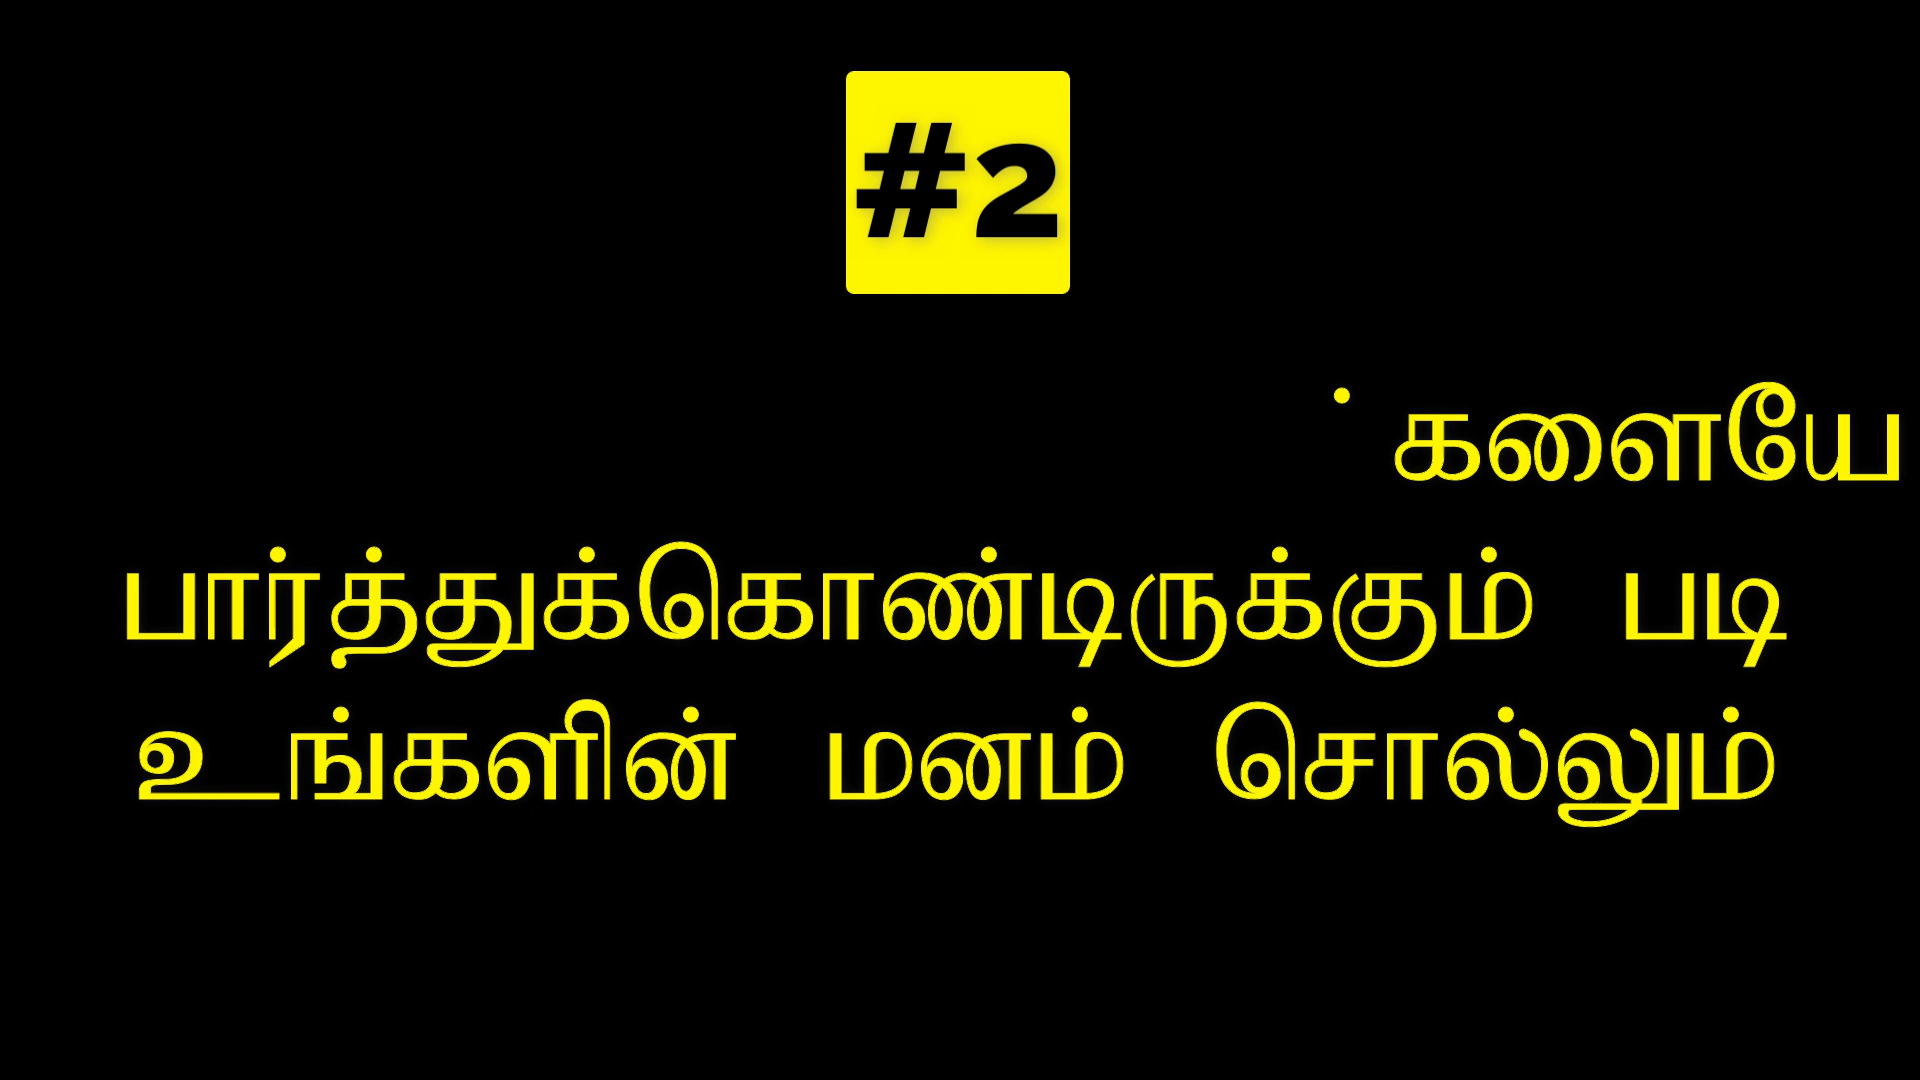 #2
களையே
பார்த்துக்கொண்டிருக்கும் படி
உங்களின் மனம் சொல்லும்